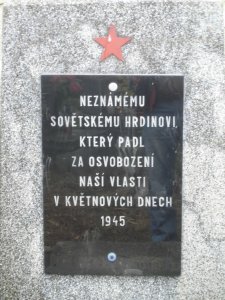 NEZNÁMÉMU
SOVĚTSKÉMU HRDINOVI,
KTERÝ PADL
ZA OSVOBOZENÍ
NAŠÍ VLASTI
V KVĚTNOVÝCH DNECH
1945